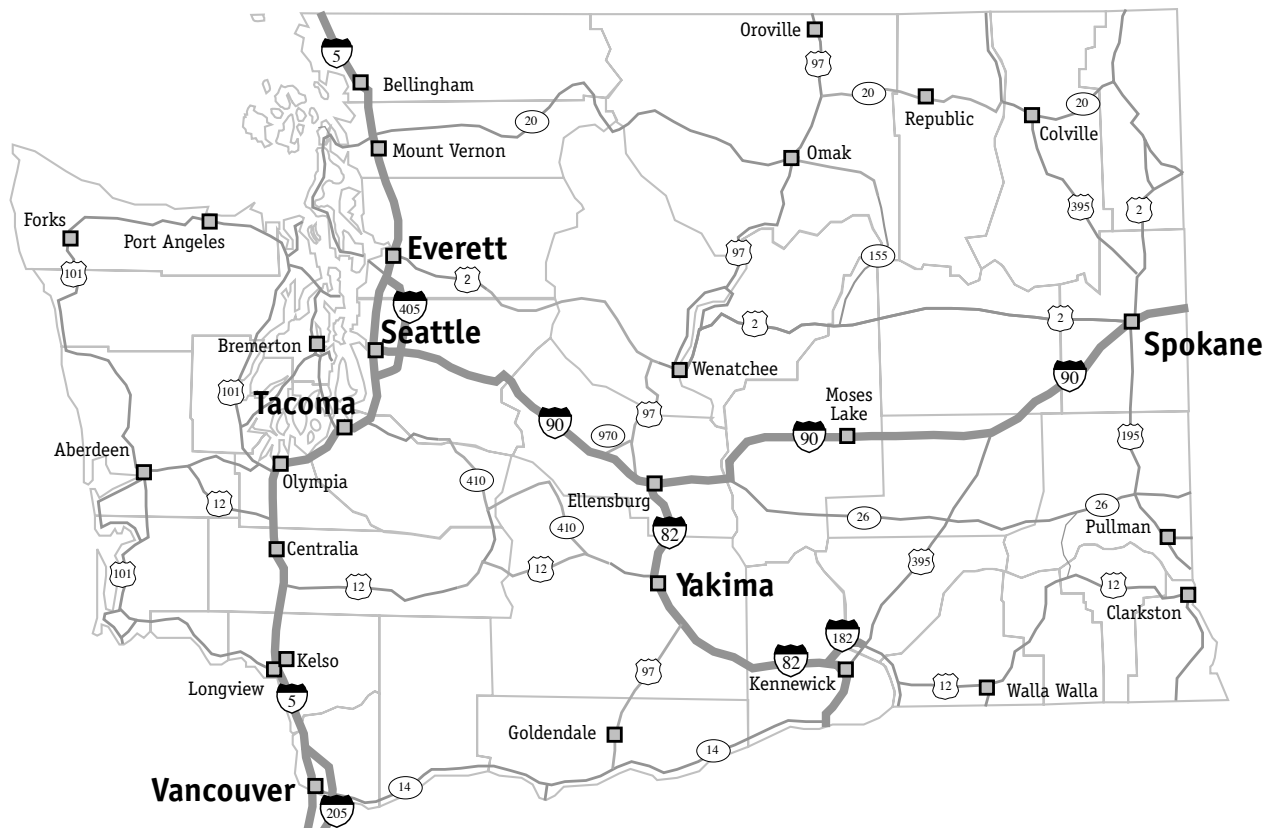 Oroville
5
97
Bellingham
20
Republic
20
Colville
20
Mount Vernon
Omak
Forks
Port Angeles
395
2
Everett
97
155
101
2
405
Seattle
2
2
Spokane
Bremerton
Wenatchee
90
101
Tacoma
97
Moses
Lake
90
970
90
195
Aberdeen
Olympia
410
Ellensburg
12
26
26
410
Pullman
82
Centralia
395
101
12
12
Yakima
12
Clarkston
182
Kelso
82
97
Kennewick
Longview
12
Walla Walla
5
Goldendale
14
Vancouver
14
205